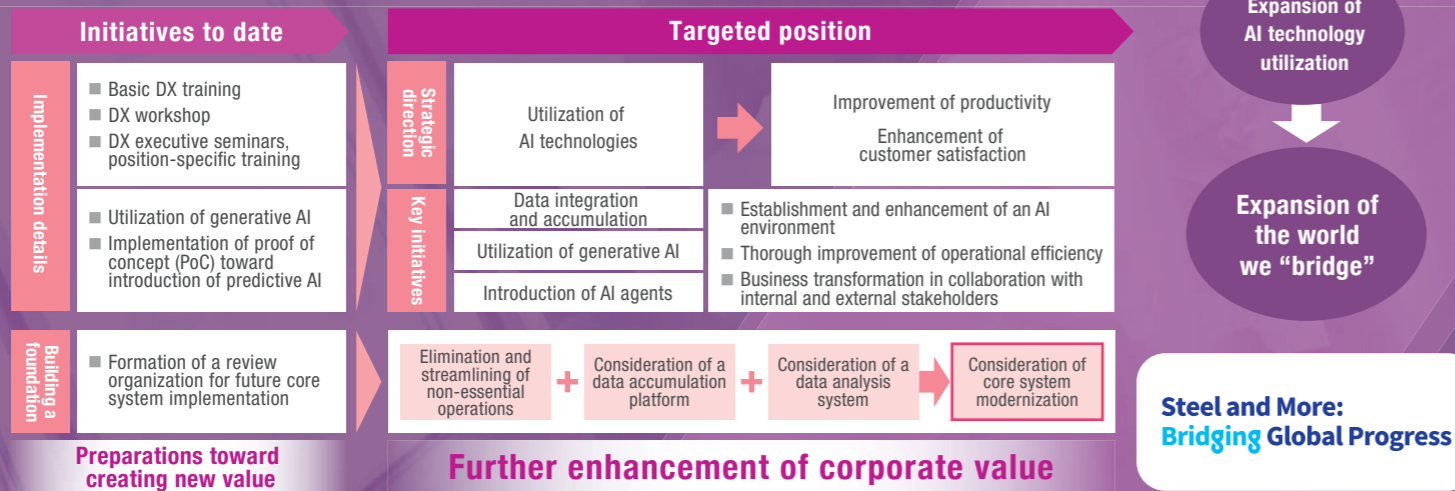 Initiatives to date
Implementation details
■ Basic DX training
■ DX workshop
■ DX executive seminars,
position-specific training
■ Utilization of generative AI
■ Implementation of proof of
concept (PoC) toward
introduction of predictive AI
Building a
foundation
■ Formation of a review
organization for future core
system implementation
Preparations toward
creating new value
Targeted position
Strategic
direction
Utilization of
AI technologies
Improvement of productivity
Enhancement of
customer satisfaction
Key initiatives
Data integration
and accumulation
Utilization of generative AI
Introduction of AI agents
■ Establishment and enhancement of an AI
environment
■ Thorough improvement of operational efficiency
■ Business transformation in collaboration with
internal and external stakeholders
Elimination and
streamlining of
non-essential
operations
+
Consideration of a
data accumulation
platform
+
Consideration of a
data analysis
system
Consideration of
core system
modernization
Further enhancement of corporate value
Expansion of
AI technology
utilization
Expansion of
the world
we “bridge”
Steel and More:
Bridging Global Progress